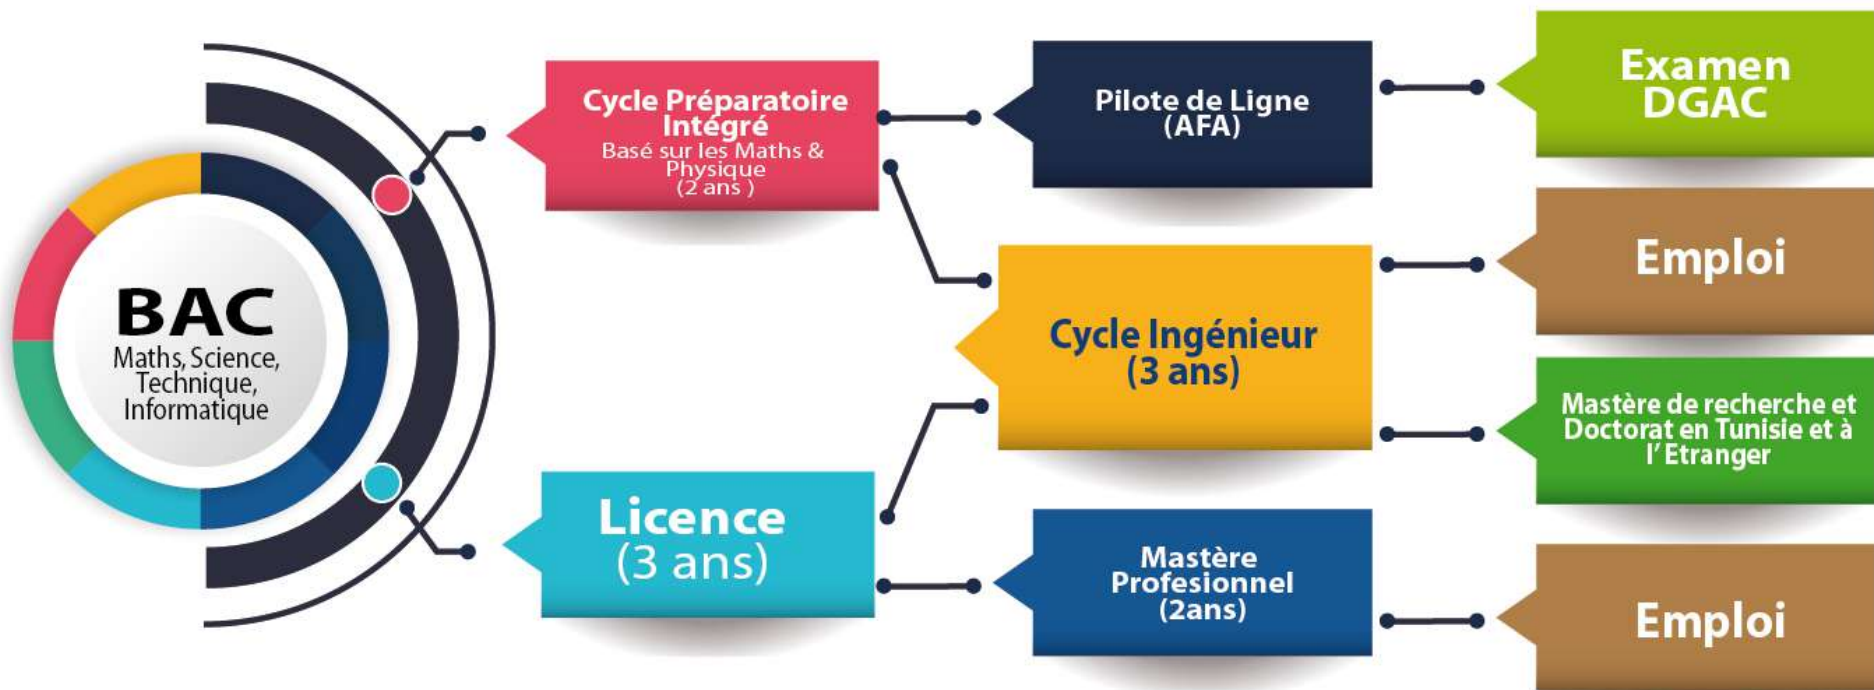 BAC
Maths, Science,
Technique,
Informatique
Cycle Préparatoire
Intégré
Basé sur les Maths &
Physique
(2 ans )
Licence
(3 ans)
Pilote de Ligne
(AFA)
Cycle Ingénieur
(3 ans)
Mastère
Profesionnel
(2ans)
Examen
DGAC
Emploi
Mastère de recherche et
Doctorat en Tunisie et à
l'Etranger
Emploi